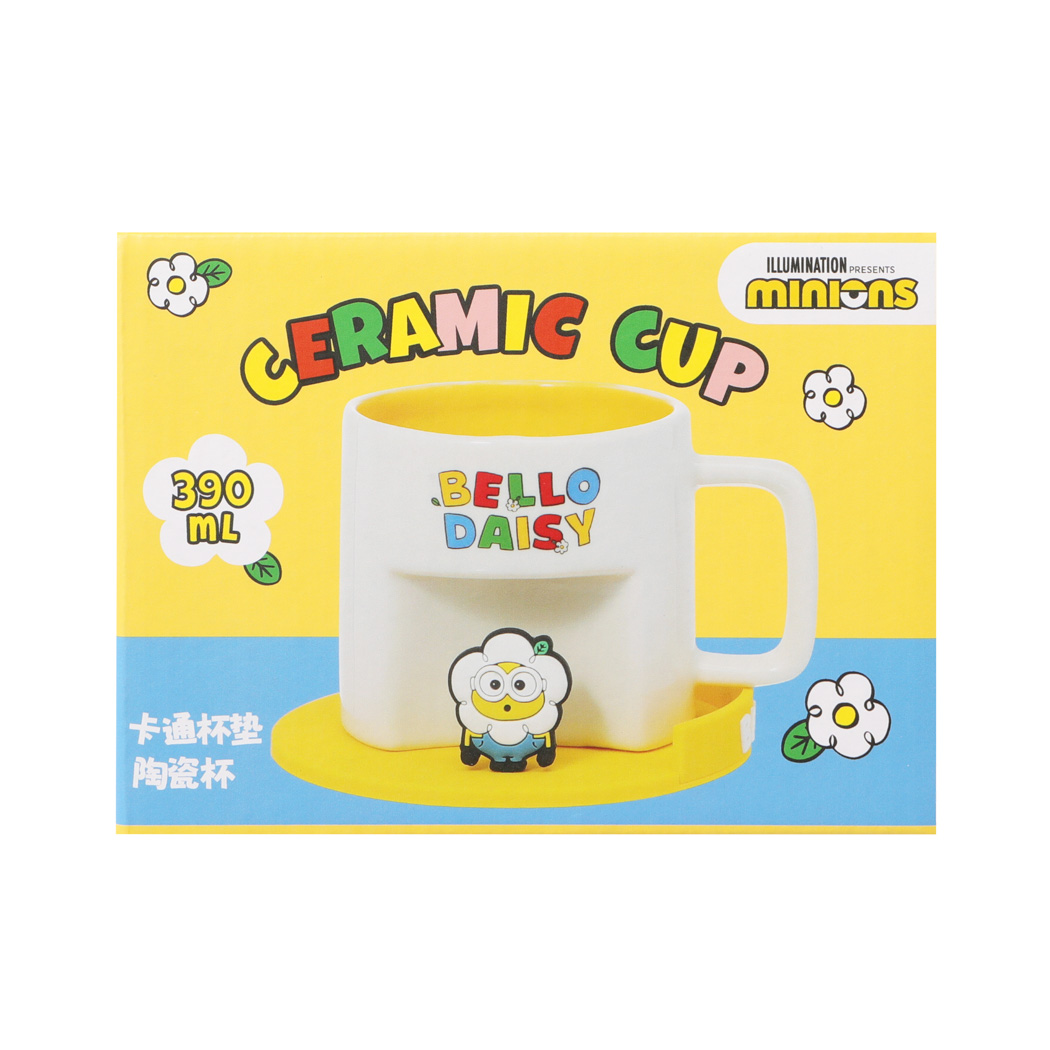 ILLUMINATION PRESENTS
minions
CERAMIC CUP
390
mL
BELLO
DAISY
卡通杯垫
陶瓷杯